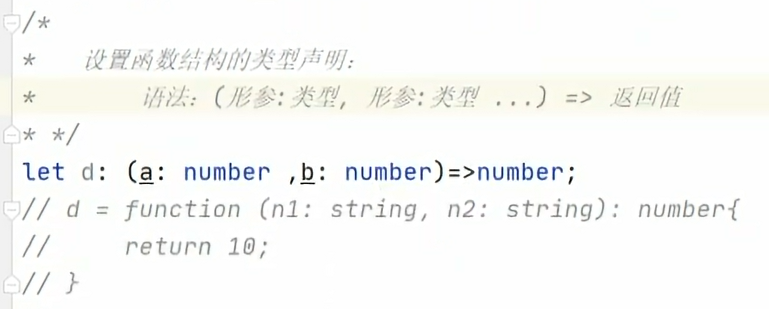 /*
*   设置函数结构的类型声明：
*       语法：(形参：类型, 形参：类型 ...) => 返回值
* */
let d: (a: number ,b: number)=>number;
// d = function (n1: string, n2: string): number{
//     return 10;
// }